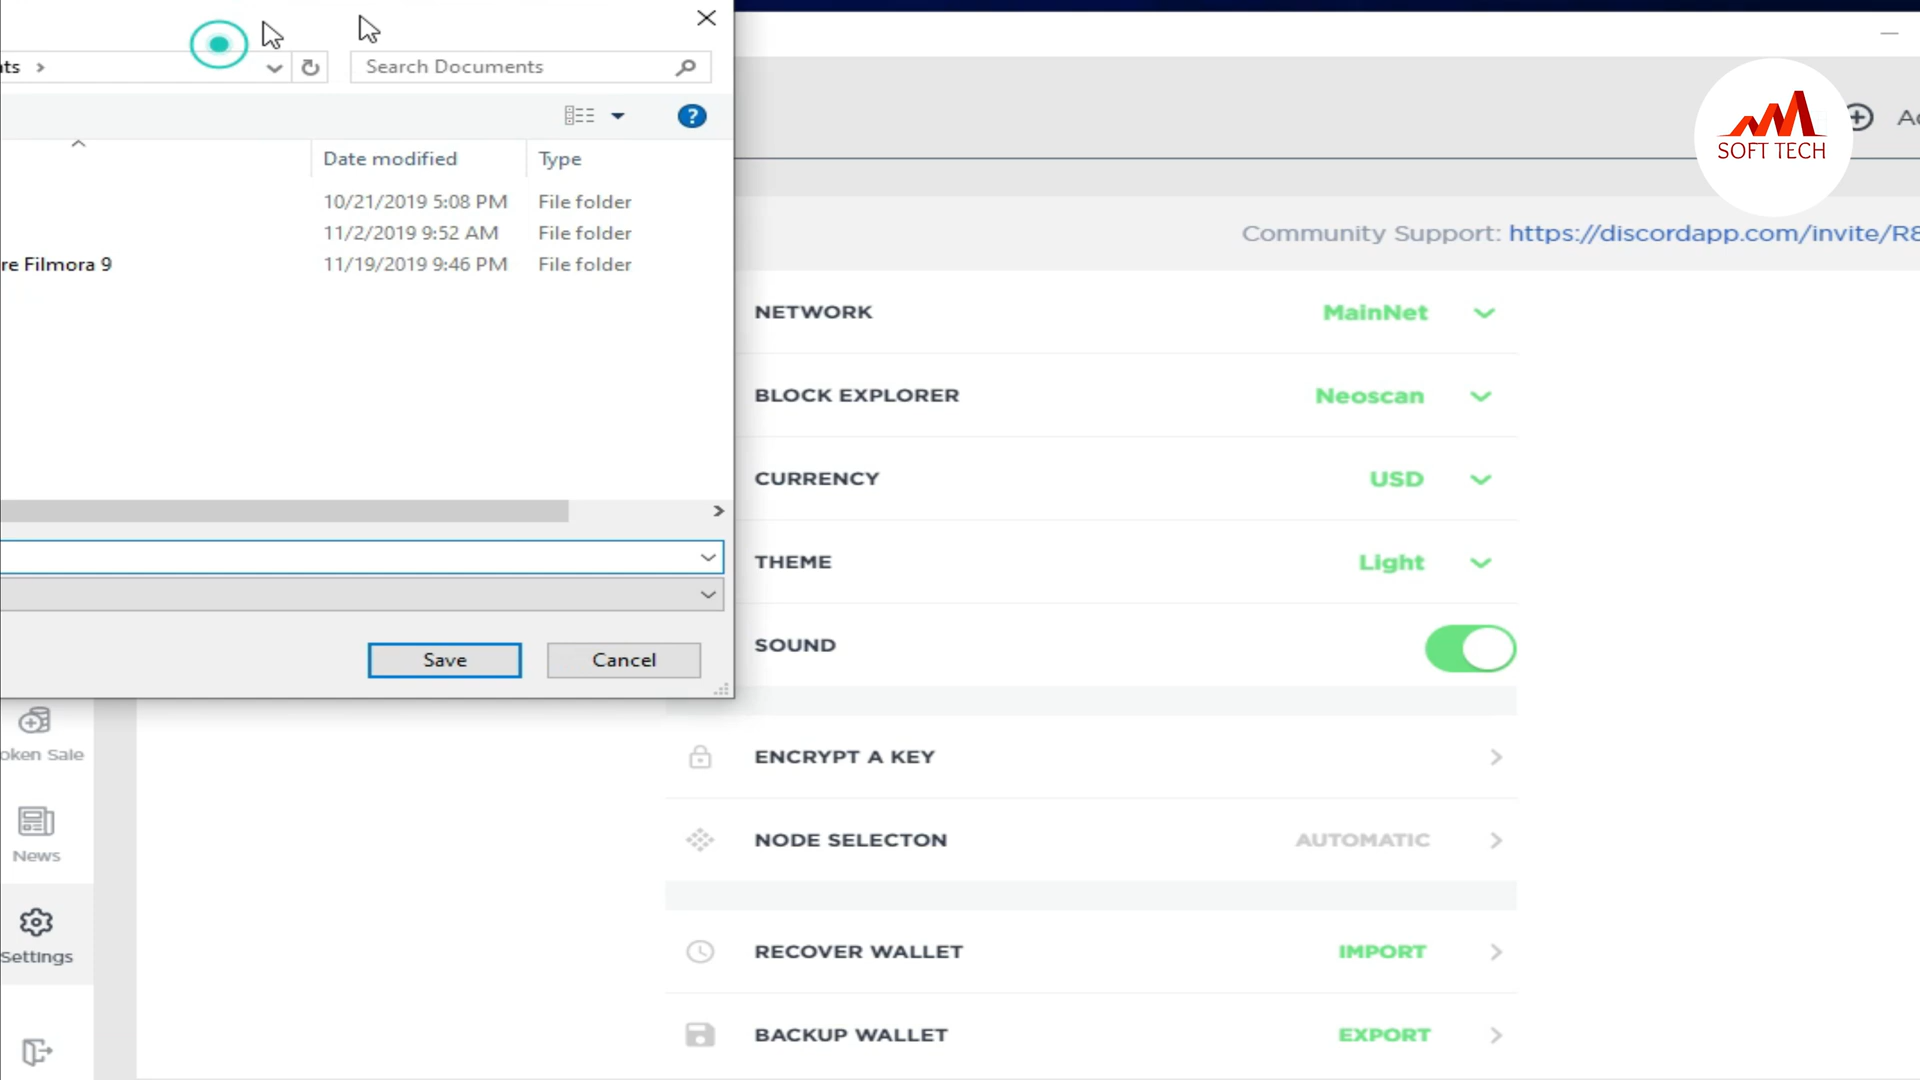 ts
Search Documents
?
Date modified Type
10/21/2019 5:08 PM File folder
11/2/2019 9:52 AM File folder
re Filmora 9 11/19/2019 9:46 PM File folder
Save Cancel
SOFT TECH
Community Support: https://discordapp.com/invite/R8
NETWORK MainNet
BLOCK EXPLORER Neoscan
CURRENCY USD
THEME Light
SOUND
ENCRYPT A KEY
NODE SELECTON AUTOMATIC
RECOVER WALLET IMPORT
BACKUP WALLET EXPORT
oken Sale
News
Settings